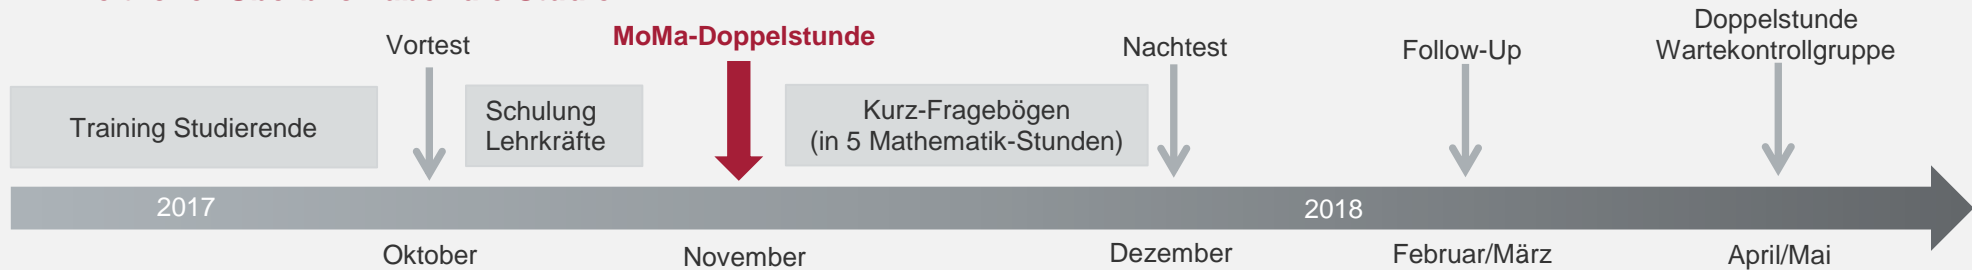 Vortest
MoMa-Doppelstunde
Nachtest
Follow-Up
Doppelstunde
Wartekontrollgruppe
Training Studierende
Schulung
Lehrkräfte
Kurz-Fragebögen
(in 5 Mathematik-Stunden)
2017
2018
Oktober
November
Dezember
Februar/März
April/Mai